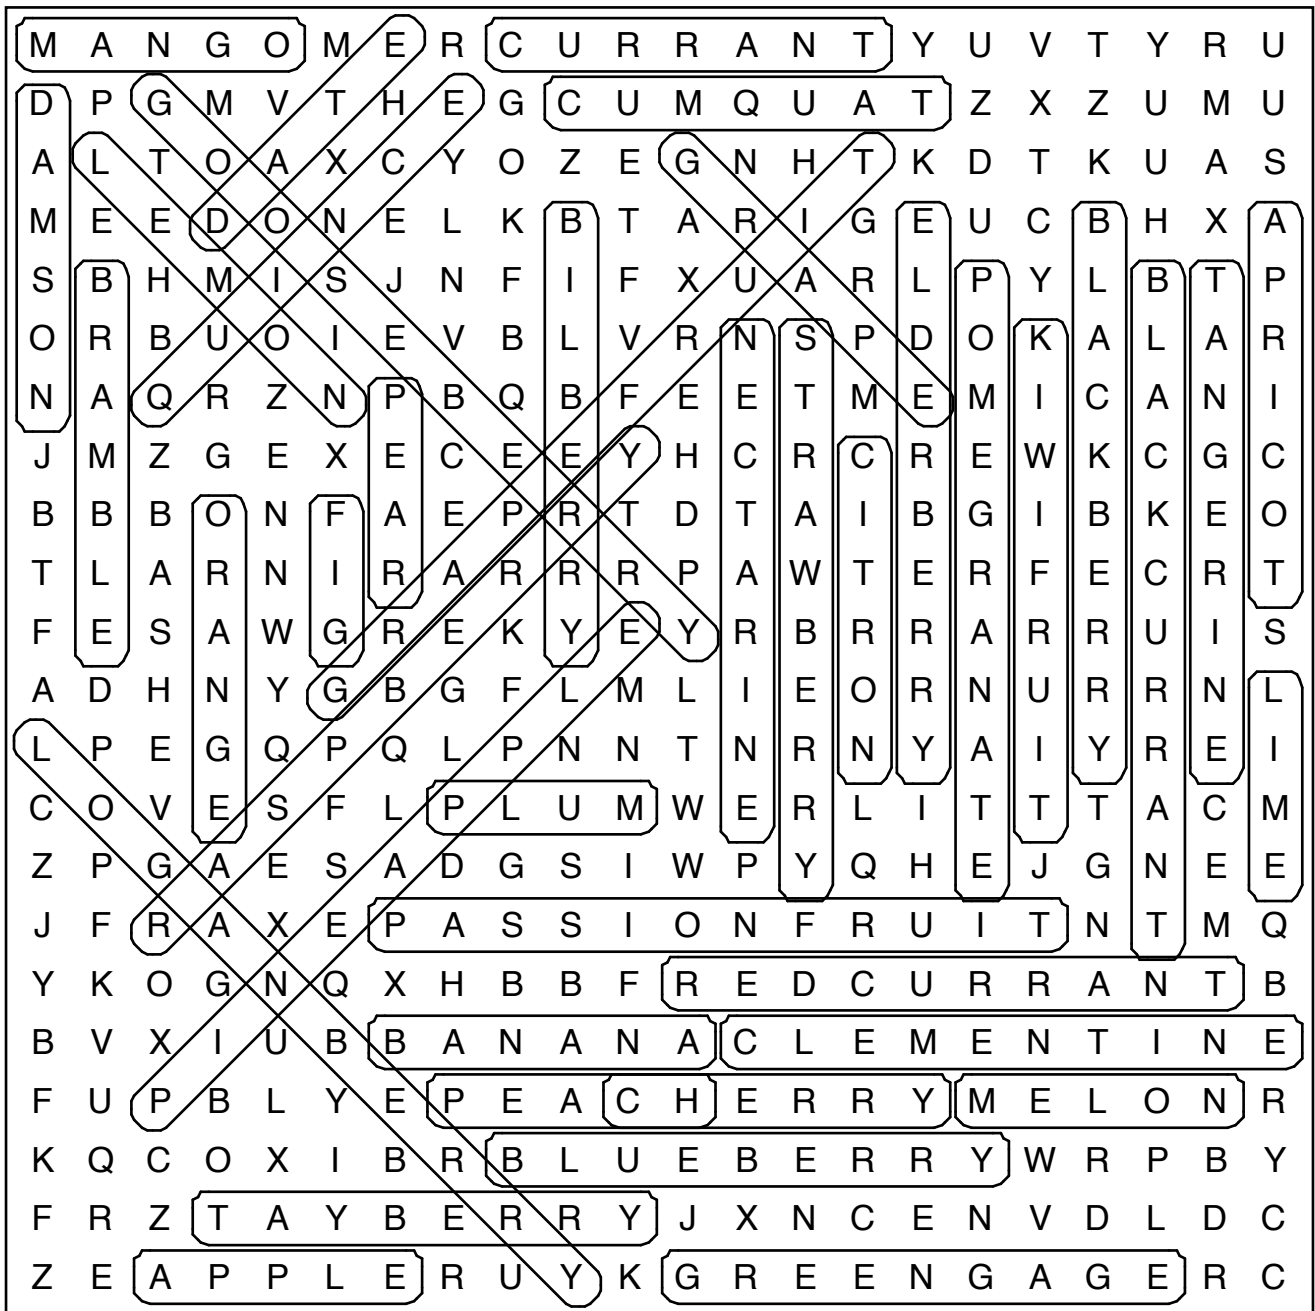 M A N G O M E R C U R R A N T Y U V T Y R U
D P G M V T H E G C U M Q U A T Z X Z U M U
A L T O A X C Y O Z E G N H T K D T K U A S
M E E D O N E L K B T A R I G E U C B H X A
S B H M I S J N F I F X U A R L P Y L B T P
O R B U O I E V B L V R N S P D O K A L A R
N A Q R Z N P B Q B F E E T M E M I C A N I
J M Z G E X E C E E Y H C R C R E W K C G C
B B B O N F A E P R T D T A I B G I B K E O
T L A R N I R A R R R P A W T E R F E C R T
F E S A W G R E K Y E Y R B R R A R R U I S
A D H N Y G B G F L M L I E O R N U R R N L
L P E G Q P Q L P N N T N R N Y A I Y R E I
C O V E S F L P L U M W E R L I T T T A C M
Z P G A E S A D G S I W P Y Q H E J G N E E
J F R A X E P A S S I O N F R U I T N T M Q
Y K O G N Q X H B B F R E D C U R R A N T B
B V X I U B B A N A N A C L E M E N T I N E
F U P B L Y E P E A C H E R R Y M E L O N R
K Q C O X I B R B L U E B E R R Y W R P B Y
F R Z T A Y B E R R Y J X N C E N V D L D C
Z E A P P L E R U Y K G R E E N G A G E R C